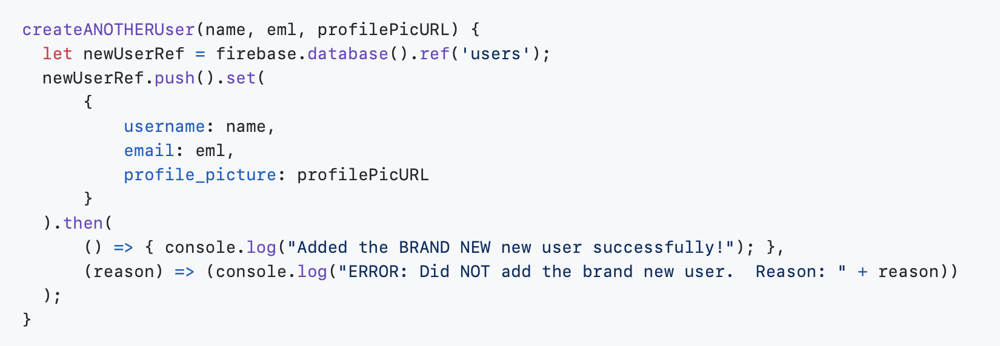 createANOTHERUser(name, eml, profilePicURL) {
  let newUserRef = firebase.database().ref('users');
  newUserRef.push().set(
      {
          username: name,
          email: eml,
          profile_picture: profilePicURL
      }
  ).then(
      () => { console.log("Added the BRAND NEW new user successfully!"); },
      (reason) => (console.log("ERROR: Did NOT add the brand new user.  Reason: " + reason))
  );
}